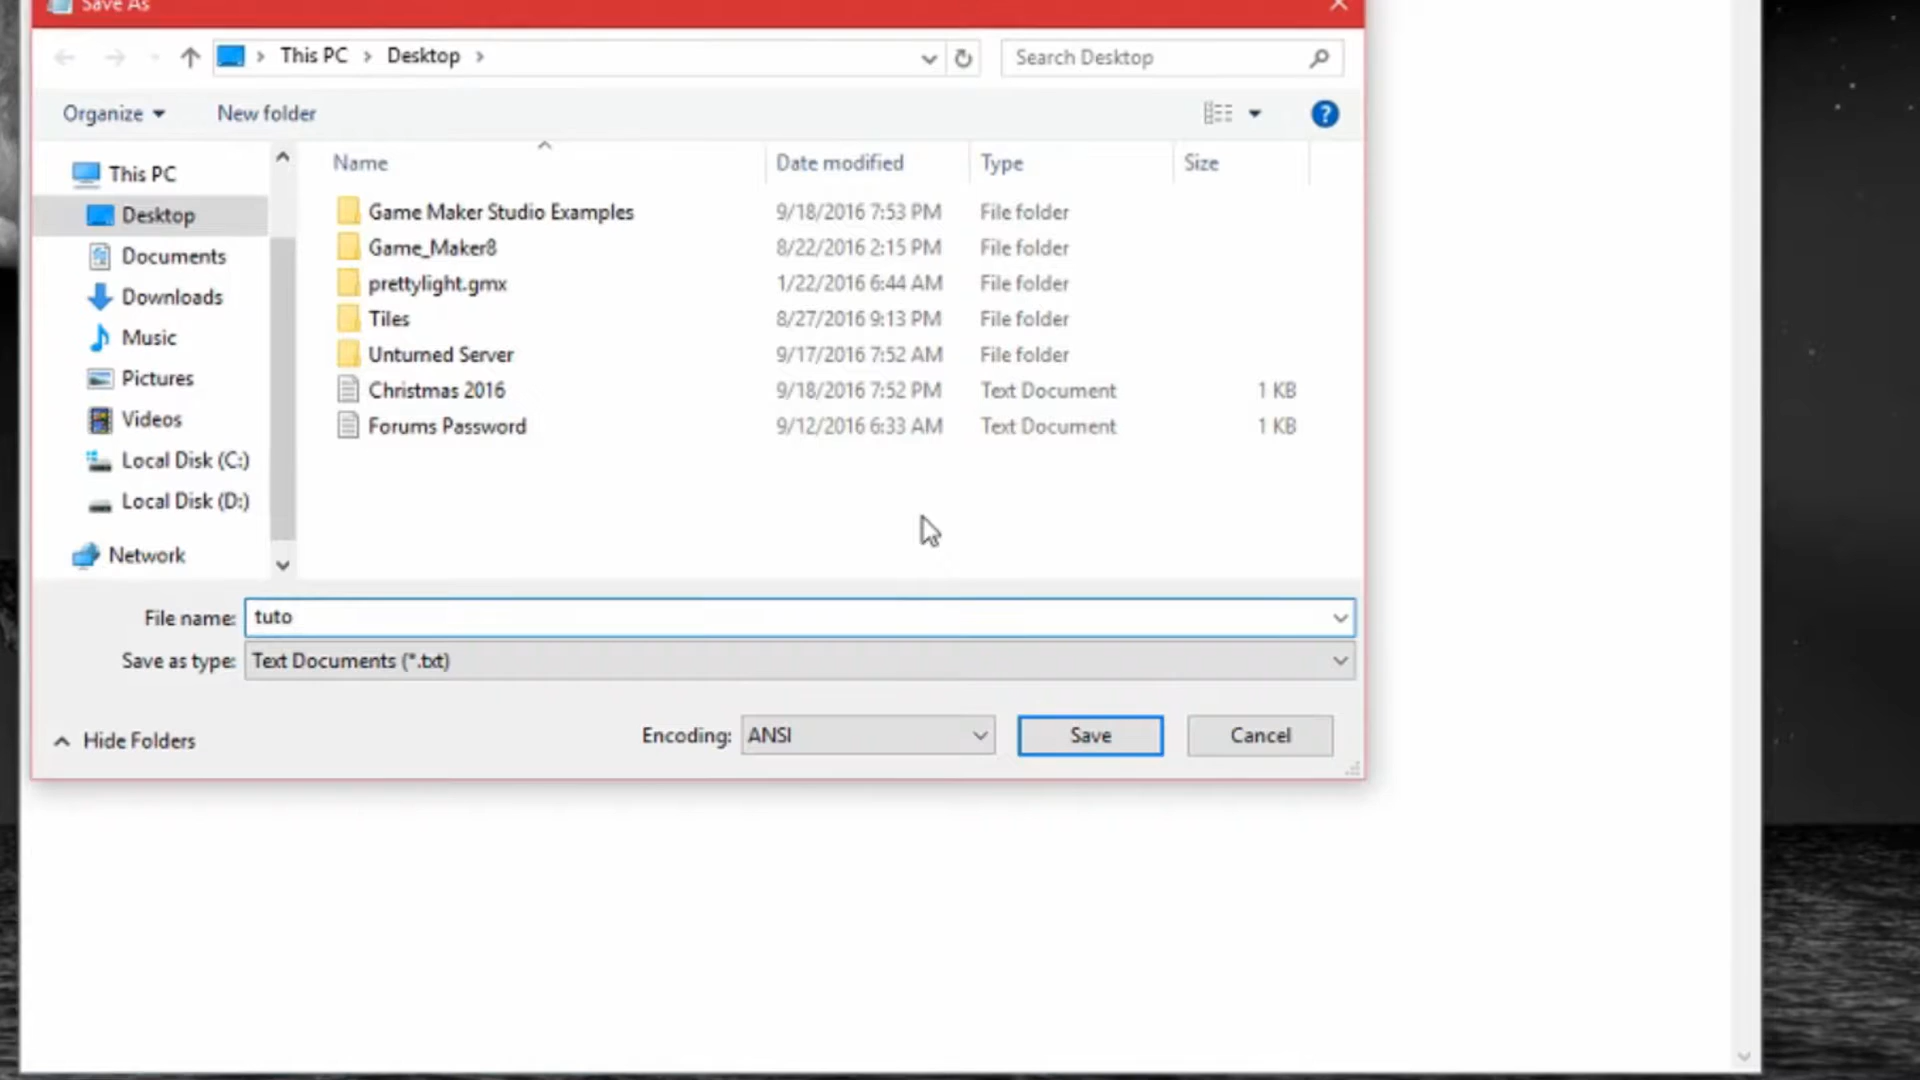 Save As
This PC > Desktop >
Search Desktop
Organize
New folder
?
Name Date modified Type Size
This PC
Desktop
Documents
Downloads
Music
Pictures
Videos
Local Disk (C:)
Local Disk (D:)
Network
Game Maker Studio Examples 9/18/2016 7:53 PM File folder
Game_Maker8 8/22/2016 2:15 PM File folder
prettylight.gmx 1/22/2016 6:44 AM File folder
Tiles 8/27/2016 9:13 PM File folder
Unturned Server 9/17/2016 7:52 AM File folder
Christmas 2016 9/18/2016 7:52 PM Text Document 1 KB
Forums Password 9/12/2016 6:33 AM Text Document 1 KB
File name: tuto
Save as type: Text Documents (*.txt)
Hide Folders
Encoding: ANSI
Save
Cancel